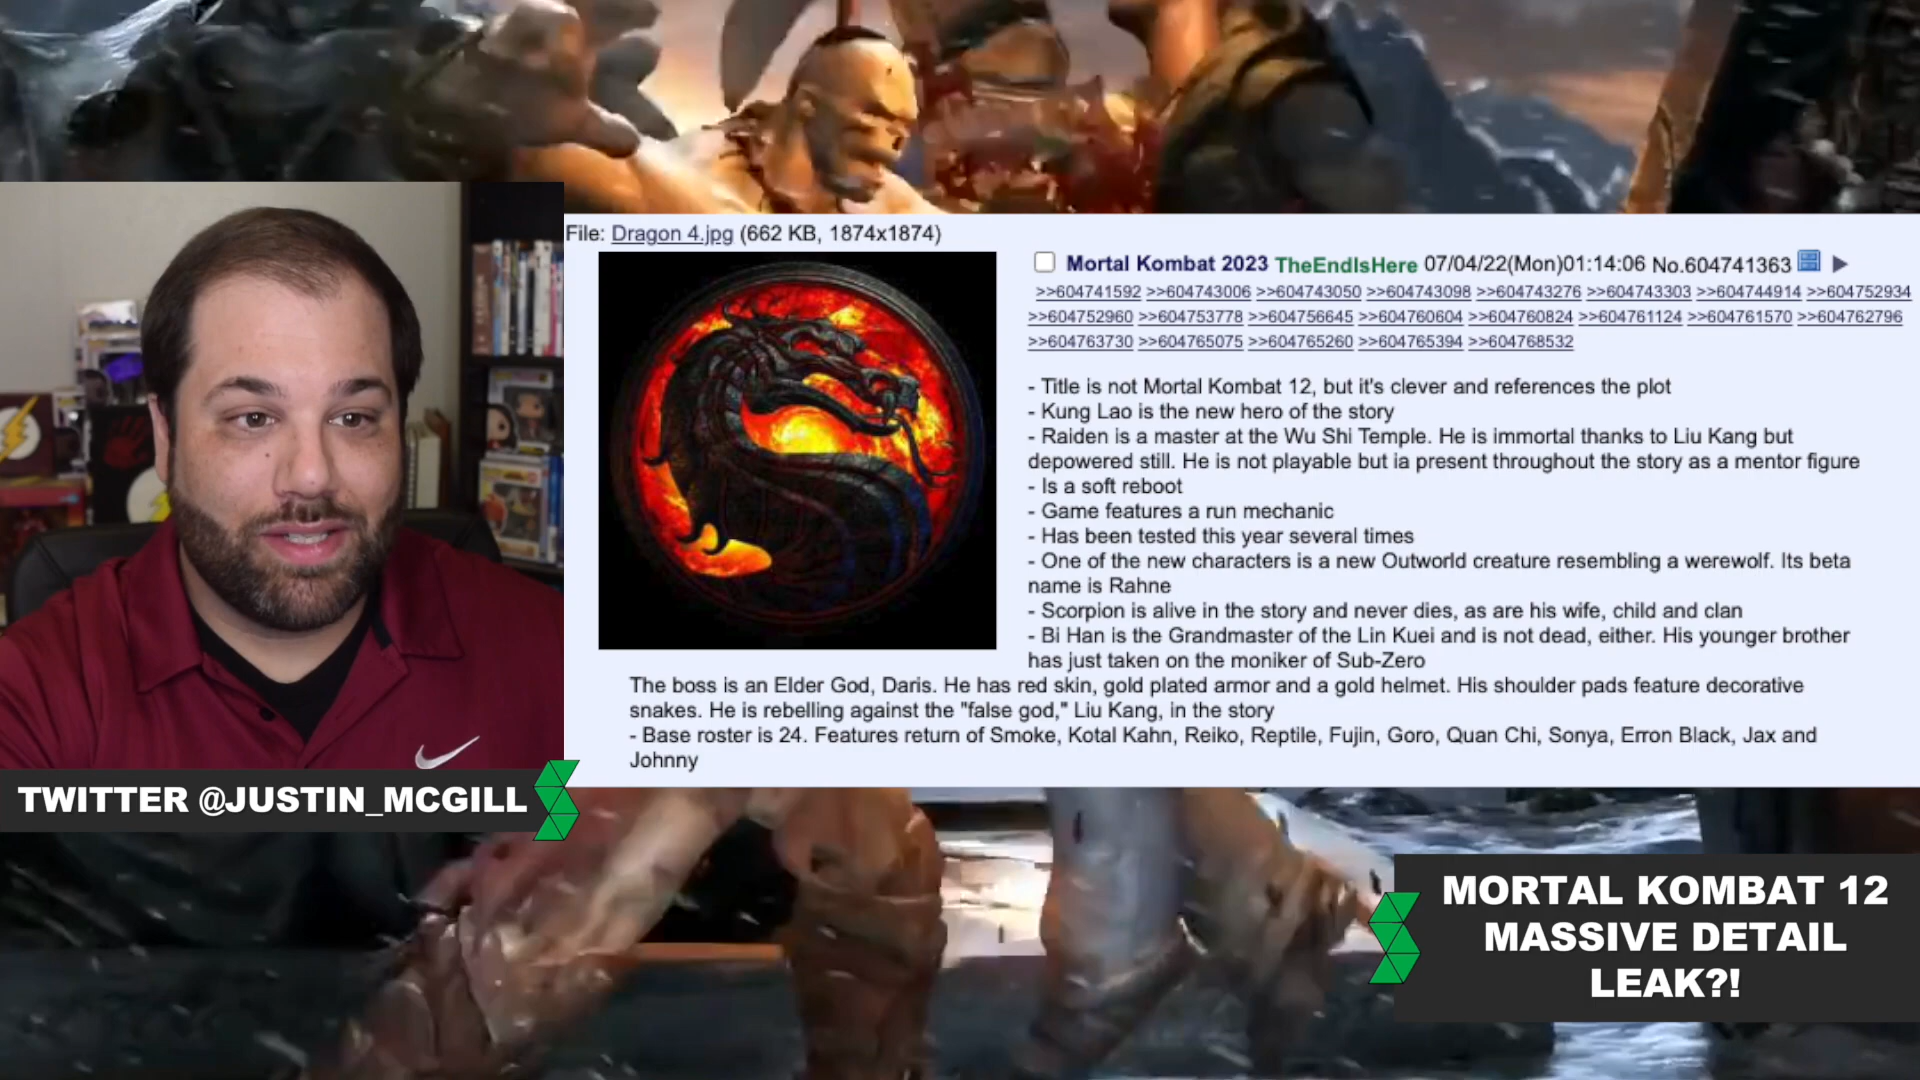 File: Dragon 4.jpg (662 KB, 1874x1874)
Mortal Kombat 2023 TheEndIsHere 07/04/22(Mon)01:14:06 No.604741363
>>604741592 >>604743006 >>604743050 >>604743098 >>604743276 >>604743303 >>604744914 >>604752934
>>604752960 >>604753778 >>604756645 >>604760604 >>604760824 >>604761124 >>604761570 >>604762796
>>604763730 >>604765075 >>604765260 >>604765394 >>604768532
- Title is not Mortal Kombat 12, but it's clever and references the plot
- Kung Lao is the new hero of the story
- Raiden is a master at the Wu Shi Temple. He is immortal thanks to Liu Kang but
depowered still. He is not playable but ia present throughout the story as a mentor figure
- Is a soft reboot
- Game features a run mechanic
- Has been tested this year several times
- One of the new characters is a new Outworld creature resembling a werewolf. Its beta
name is Rahne
- Scorpion is alive in the story and never dies, as are his wife, child and clan
- Bi Han is the Grandmaster of the Lin Kuei and is not dead, either. His younger brother
has just taken on the moniker of Sub-Zero
The boss is an Elder God, Daris. He has red skin, gold plated armor and a gold helmet. His shoulder pads feature decorative
snakes. He is rebelling against the "false god," Liu Kang, in the story
- Base roster is 24. Features return of Smoke, Kotal Kahn, Reiko, Reptile, Fujin, Goro, Quan Chi, Sonya, Erron Black, Jax and
Johnny
TWITTER @JUSTIN_MCGILL
MORTAL KOMBAT 12
MASSIVE DETAIL
LEAK?!